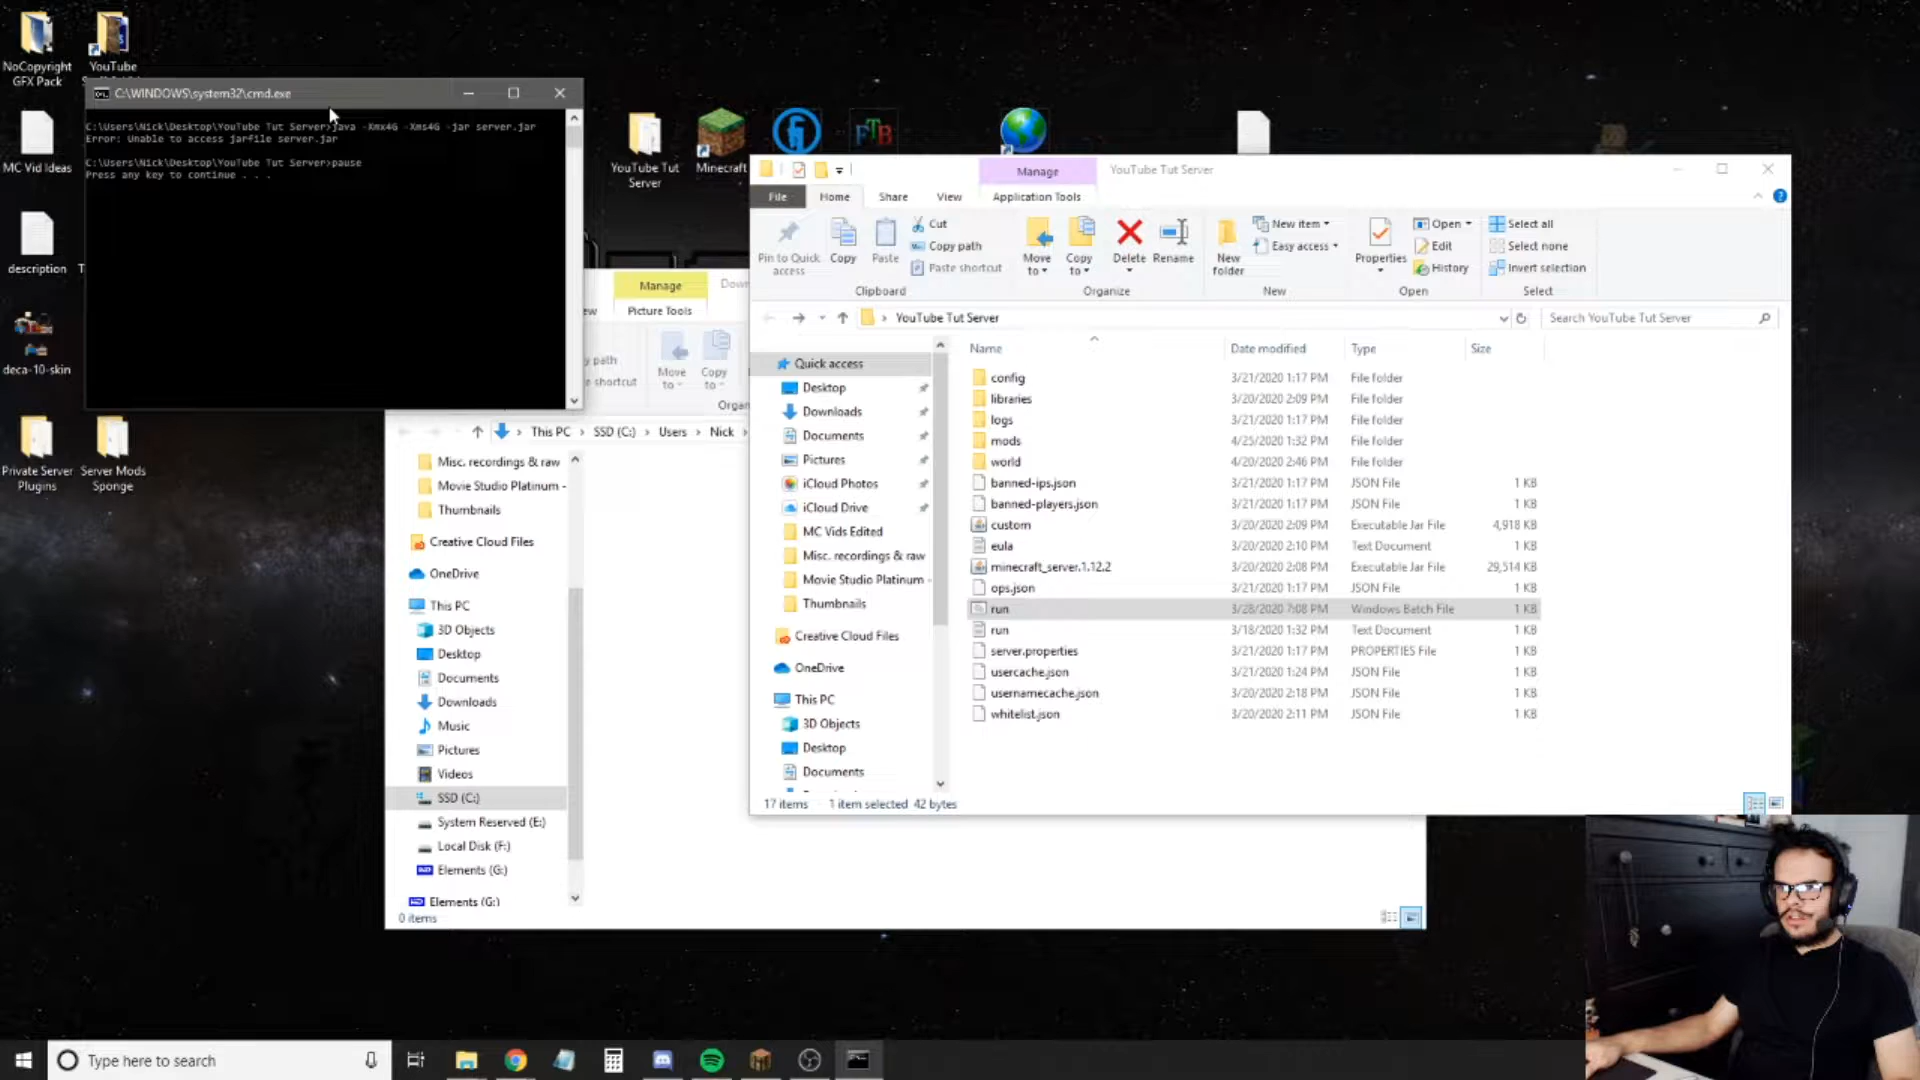 NoCopyright
GFX Pack
YouTube
MC Vid Ideas
description
deca-10-skin
Private Server
Plugins
Server Mods
Sponge
C:\WINDOWS\system32\cmd.exe
C:\Users\Nick\Desktop\YouTube Tut Server>java -Xmx4G -Xms4G -jar server.jar
Error: Unable to access jarfile server.jar
C:\Users\Nick\Desktop\YouTube Tut Server>pause
Press any key to continue . . .
YouTube Tut
Server
Minecraft
FTB
Manage
Picture Tools
Move
to
Copy
to
This PC > SSD (C:) > Users > Nick >
Misc. recordings & raw
Movie Studio Platinum -
Thumbnails
Creative Cloud Files
OneDrive
This PC
3D Objects
Desktop
Documents
Downloads
Music
Pictures
Videos
SSD (C:)
System Reserved (E:)
Local Disk (F:)
Elements (G:)
Elements (G:)
0 items
Manage
YouTube Tut Server
File
Home
Share
View
Application Tools
Pin to Quick
access
Copy
Paste
Cut
Copy path
Paste shortcut
Clipboard
Move
to
Copy
to
Delete
Rename
Organize
New
folder
New item
Easy access
New
Properties
Open
Edit
History
Open
Select all
Select none
Invert selection
Select
YouTube Tut Server
Search YouTube Tut Server
Quick access
Desktop
Downloads
Documents
Pictures
iCloud Photos
iCloud Drive
MC Vids Edited
Misc. recordings & raw
Movie Studio Platinum -
Thumbnails
Creative Cloud Files
OneDrive
This PC
3D Objects
Desktop
Documents
Name Date modified Type Size
config 3/21/2020 1:17 PM File folder
libraries 3/20/2020 2:09 PM File folder
logs 3/21/2020 1:17 PM File folder
mods 4/25/2020 1:32 PM File folder
world 4/20/2020 2:46 PM File folder
banned-ips.json 3/21/2020 1:17 PM JSON File 1 KB
banned-players.json 3/21/2020 1:17 PM JSON File 1 KB
custom 3/20/2020 2:09 PM Executable Jar File 4,918 KB
eula 3/20/2020 2:10 PM Text Document 1 KB
minecraft_server.1.12.2 3/20/2020 2:08 PM Executable Jar File 29,514 KB
ops.json 3/21/2020 1:17 PM JSON File 1 KB
run 3/28/2020 7:08 PM Windows Batch File 1 KB
run 3/18/2020 1:32 PM Text Document 1 KB
server.properties 3/21/2020 1:17 PM PROPERTIES File 1 KB
usercache.json 3/21/2020 1:24 PM JSON File 1 KB
usernamecache.json 3/20/2020 2:18 PM JSON File 1 KB
whitelist.json 3/20/2020 2:11 PM JSON File 1 KB
17 items 1 item selected 42 bytes
Type here to search